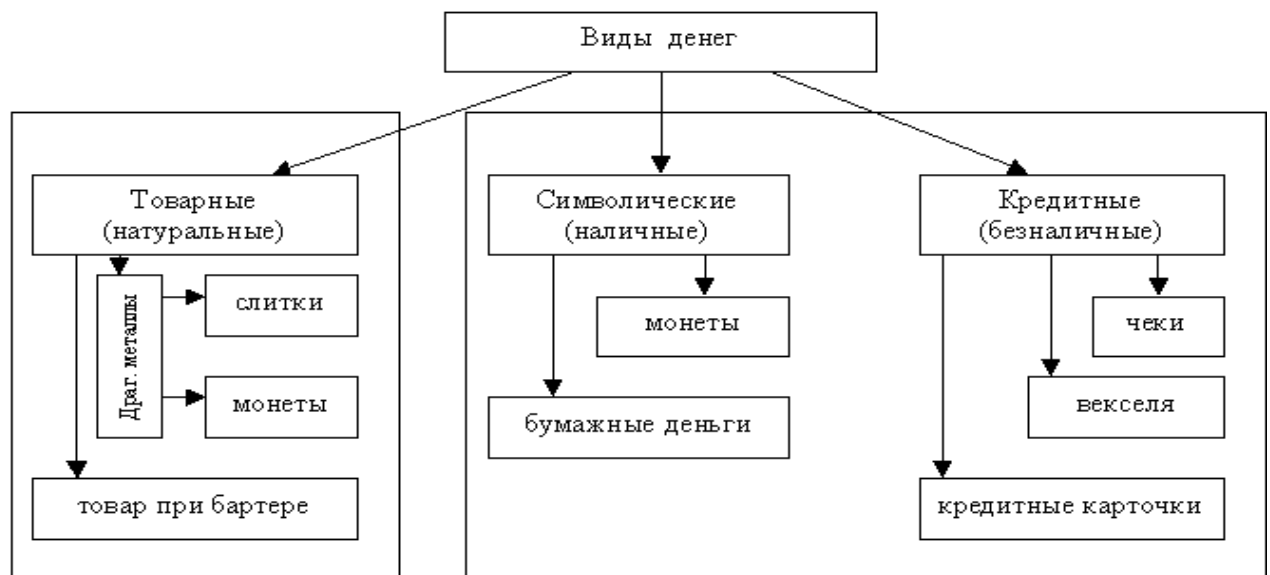 Виды денег
Товарные
(натуральные)
Драг. металлы
слитки
монеты
товар при бартере
Символические
(наличные)
монеты
бумажные деньги
Кредитные
(безналичные)
чеки
векселя
кредитные карточки